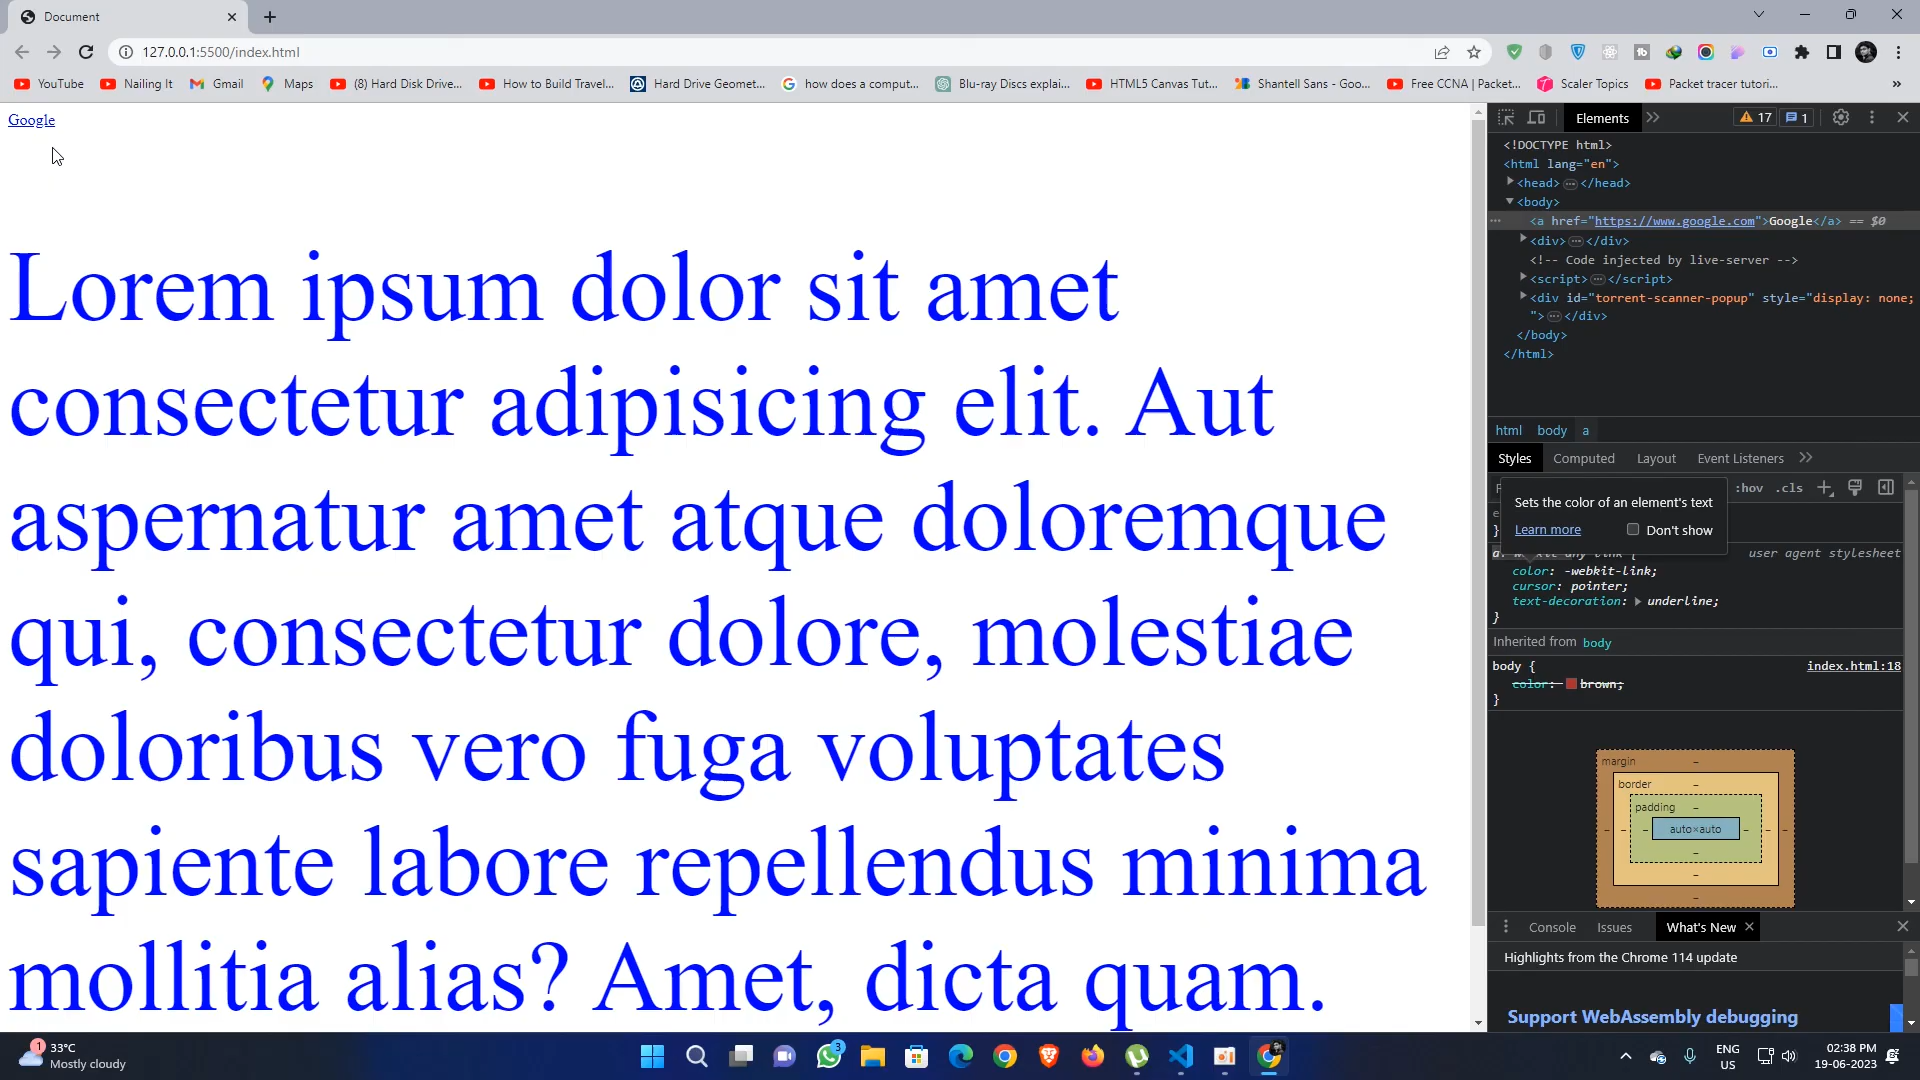 Document
127.0.0.1:5500/index.html
YouTube Nailing It Gmail Maps (8) Hard Disk Drive... How to Build Travel... Hard Drive Geomet... how does a comput... Blu-ray Discs explai... HTML5 Canvas Tut... Shantell Sans - Goo... Free CCNA | Packet... Scaler Topics Packet tracer tutori...
Google
Lorem ipsum dolor sit amet
consectetur adipisicing elit. Aut
aspernatur amet atque doloremque
qui, consectetur dolore, molestiae
doloribus vero fuga voluptates
sapiente labore repellendus minima
mollitia alias? Amet, dicta quam.
Elements 17 1
<!DOCTYPE html>
<html lang="en">
<head> ⋯ </head>
<body>
<a href="https://www.google.com">Google</a> == $0
<div> ⋯ </div>
<!-- Code injected by live-server -->
<script> ⋯ </script>
<div id="torrent-scanner-popup" style="display: none;
"> ⋯ </div>
</body>
</html>
html body a
Styles Computed Layout Event Listeners
:hov .cls
Sets the color of an element's text
Learn more Don't show
}
user agent stylesheet
color: -webkit-link;
cursor: pointer;
text-decoration: underline;
}
Inherited from body
body { index.html:18
color: brown;
}
margin –
border –
padding –
– – – auto×auto – – –
–
–
–
Console Issues What's New
Highlights from the Chrome 114 update
Support WebAssembly debugging
1 33°C
Mostly cloudy
3
ENG
US
02:38 PM
19-06-2023